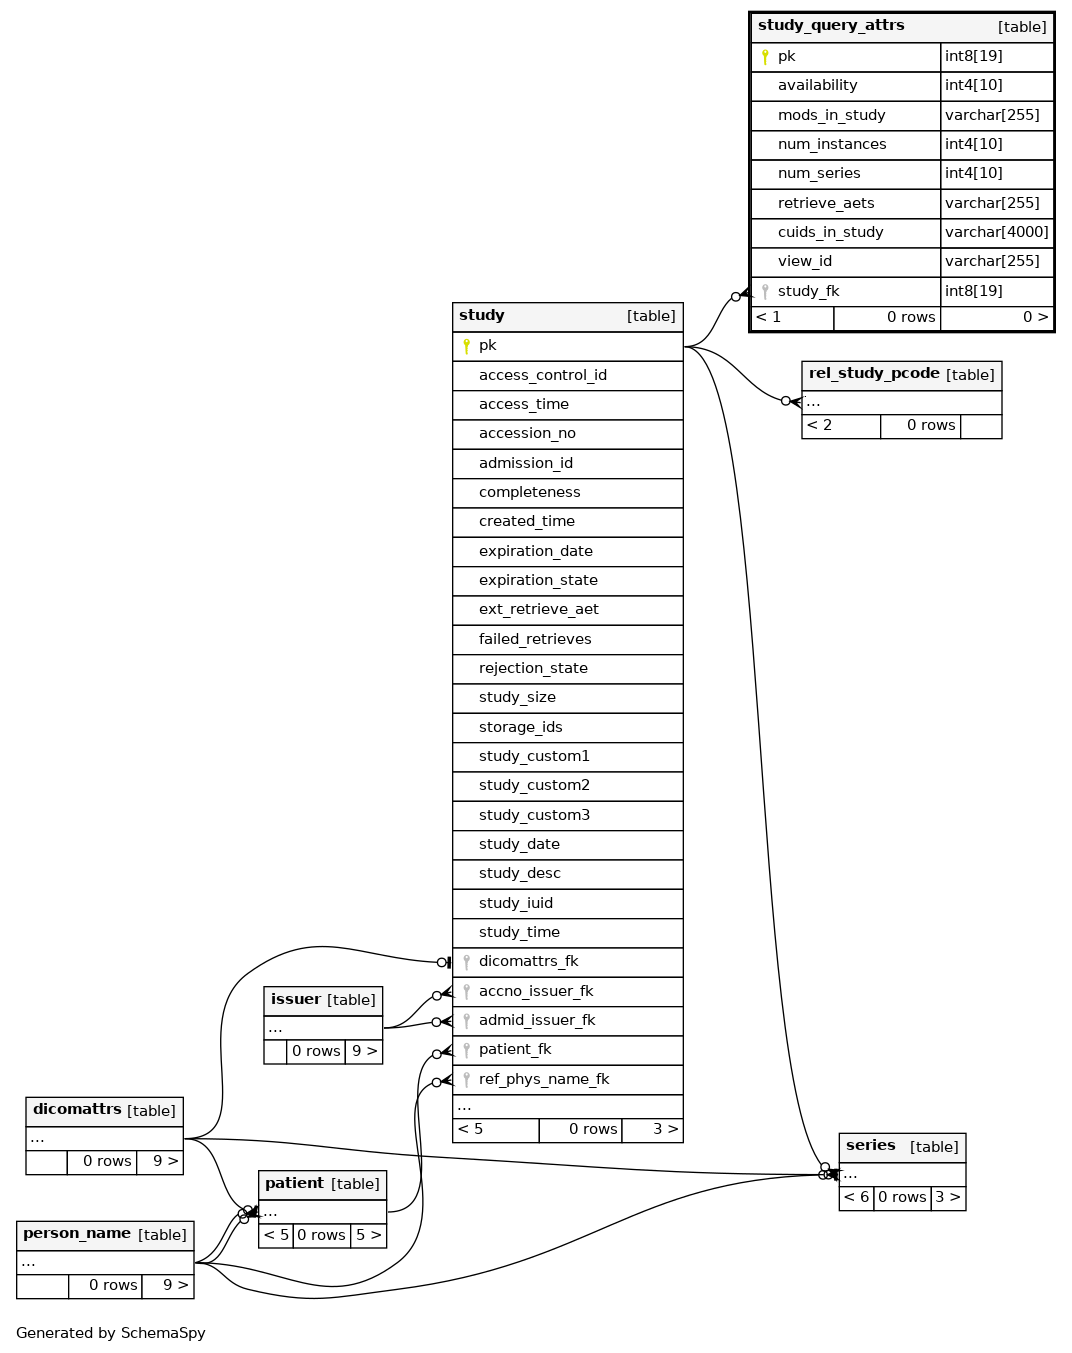 study_query_attrs [table]
pk int8[19]
availability int4[10]
mods_in_study varchar[255]
num_instances int4[10]
num_series int4[10]
retrieve_aets varchar[255]
cuids_in_study varchar[4000]
view_id varchar[255]
study_fk int8[19]
< 1 0 rows 0 >
study [table]
pk
access_control_id
access_time
accession_no
admission_id
completeness
created_time
expiration_date
expiration_state
ext_retrieve_aet
failed_retrieves
rejection_state
study_size
storage_ids
study_custom1
study_custom2
study_custom3
study_date
study_desc
study_iuid
study_time
dicomattrs_fk
accno_issuer_fk
admid_issuer_fk
patient_fk
ref_phys_name_fk
...
< 5 0 rows 3 >
rel_study_pcode [table]
...
< 2 0 rows
issuer [table]
...
0 rows 9 >
dicomattrs [table]
...
0 rows 9 >
patient [table]
...
< 5 0 rows 5 >
series [table]
...
< 6 0 rows 3 >
person_name [table]
...
0 rows 9 >
Generated by SchemaSpy